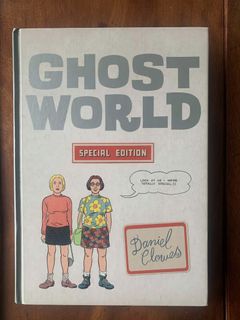 GHOST
WORLD
SPECIAL EDITION
LOOK AT US - WE'RE
TOTALLY SPECIAL!!
Daniel
Clowes